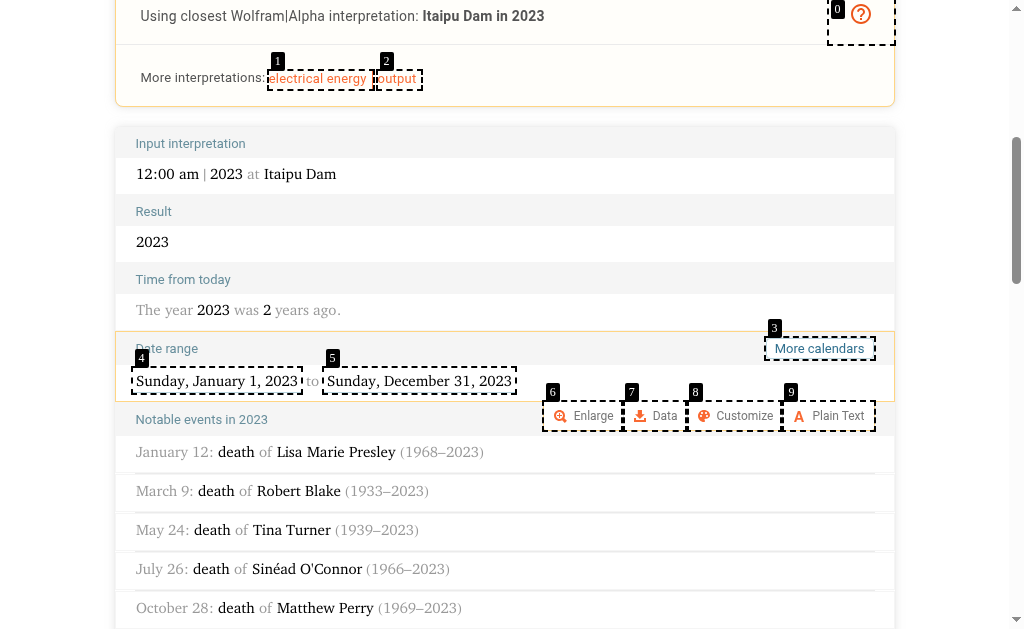 Using closest Wolfram|Alpha interpretation: Itaipu Dam in 2023
0
1
2
More interpretations: electrical energy output
Input interpretation
12:00 am | 2023 at Itaipu Dam
Result
2023
Time from today
The year 2023 was 2 years ago.
3
Date range
More calendars
4
5
Sunday, January 1, 2023 to Sunday, December 31, 2023
6
7
8
9
Enlarge
Data
Customize
A Plain Text
Notable events in 2023
January 12: death of Lisa Marie Presley (1968–2023)
March 9: death of Robert Blake (1933–2023)
May 24: death of Tina Turner (1939–2023)
July 26: death of Sinéad O'Connor (1966–2023)
October 28: death of Matthew Perry (1969–2023)